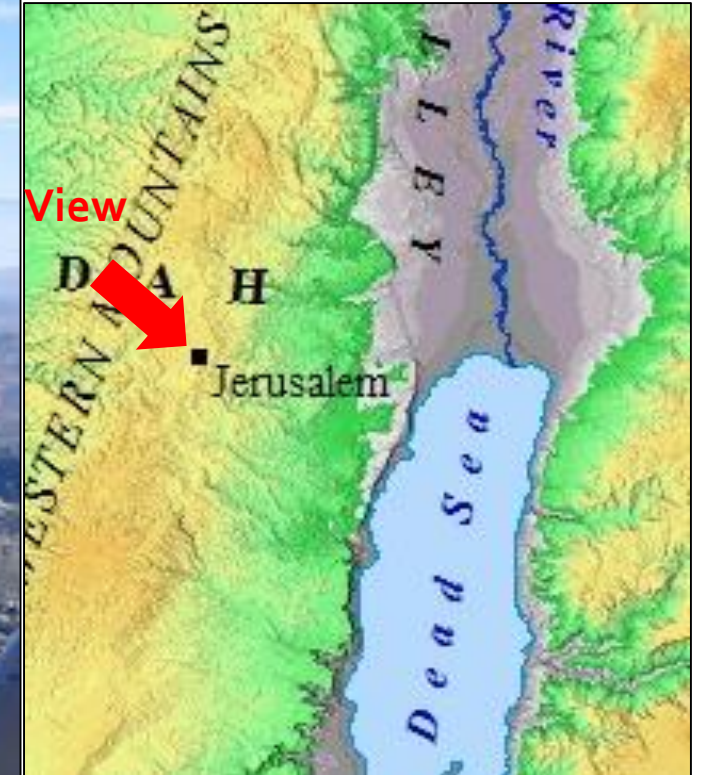 River
LLEY
WESTERN MOUNTAINS
View
D A H
Jerusalem
Dead Sea